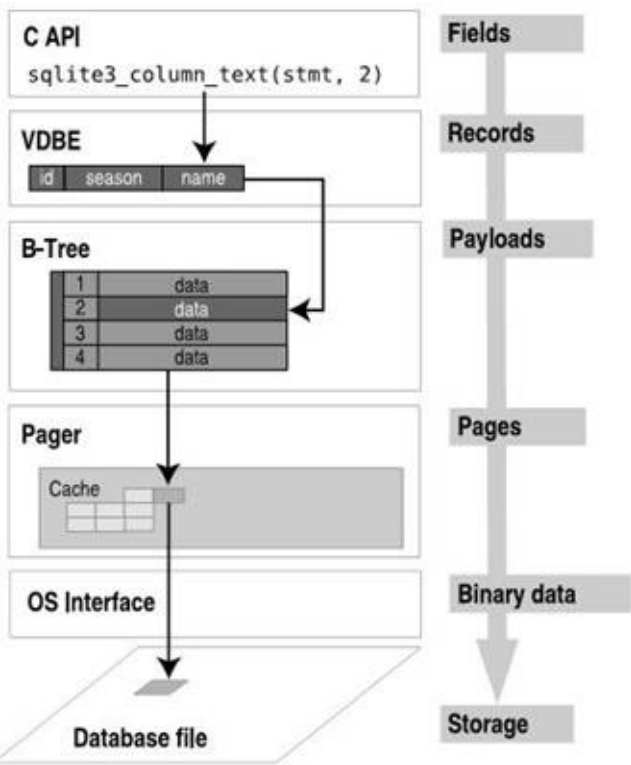 C API
sqlite3_column_text(stmt, 2)
Fields
VDBE
id season name
Records
B-Tree
1 data
2 data
3 data
4 data
Payloads
Pager
Cache
Pages
OS Interface
Binary data
Database file
Storage